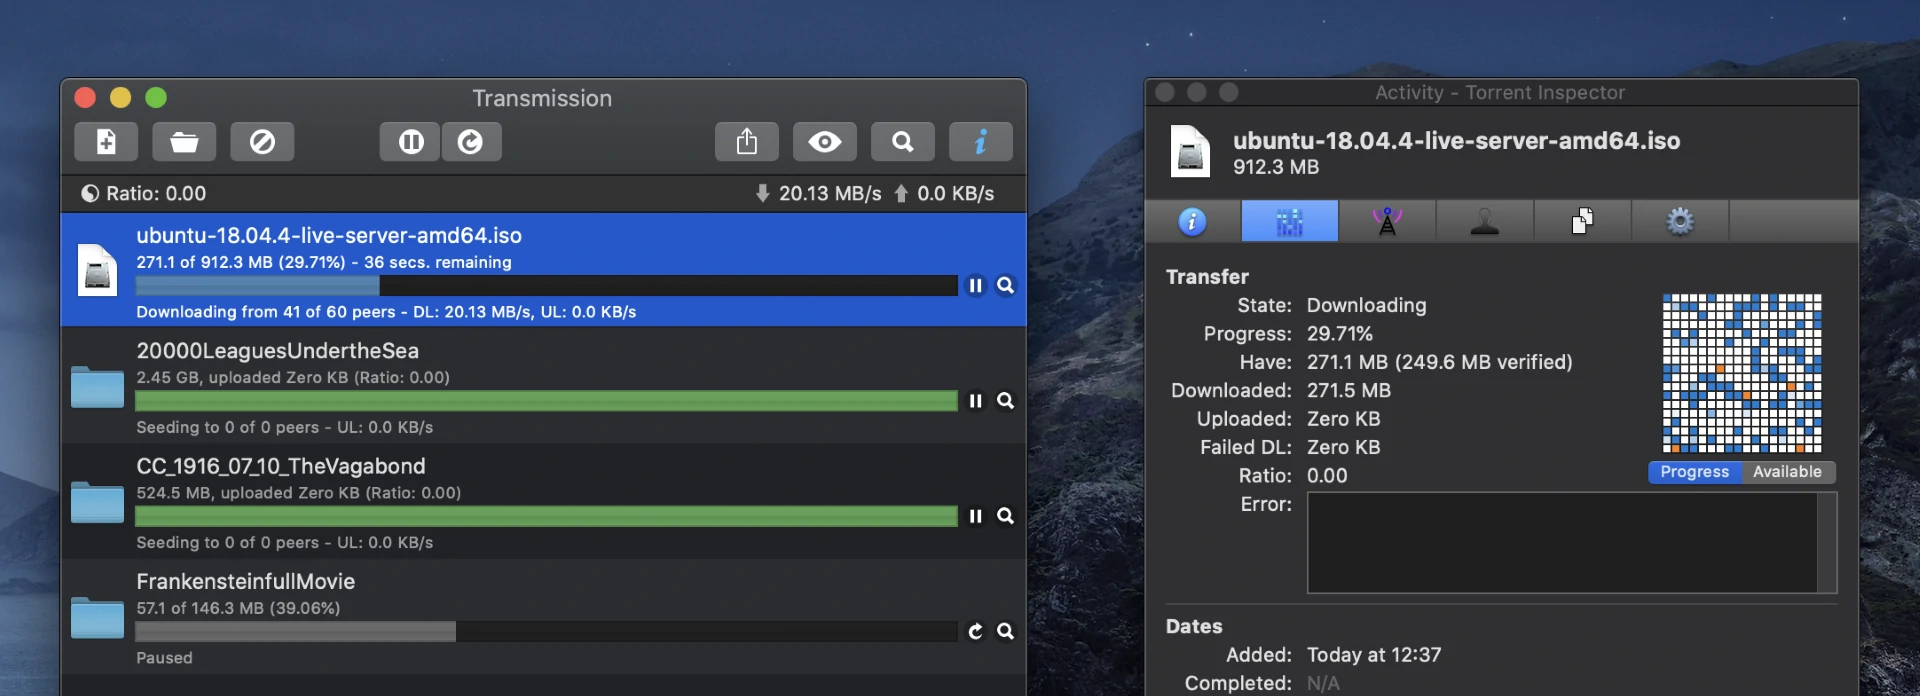 Transmission
Ratio: 0.00
20.13 MB/s 0.0 KB/s
ubuntu-18.04.4-live-server-amd64.iso
271.1 of 912.3 MB (29.71%) - 36 secs. remaining
Downloading from 41 of 60 peers - DL: 20.13 MB/s, UL: 0.0 KB/s
20000LeaguesUndertheSea
2.45 GB, uploaded Zero KB (Ratio: 0.00)
Seeding to 0 of 0 peers - UL: 0.0 KB/s
CC_1916_07_10_TheVagabond
524.5 MB, uploaded Zero KB (Ratio: 0.00)
Seeding to 0 of 0 peers - UL: 0.0 KB/s
FrankensteinfullMovie
57.1 of 146.3 MB (39.06%)
Paused
Activity - Torrent Inspector
ubuntu-18.04.4-live-server-amd64.iso
912.3 MB
Transfer
State: Downloading
Progress: 29.71%
Have: 271.1 MB (249.6 MB verified)
Downloaded: 271.5 MB
Uploaded: Zero KB
Failed DL: Zero KB
Ratio: 0.00
Progress Available
Error:
Dates
Added: Today at 12:37
Completed: N/A